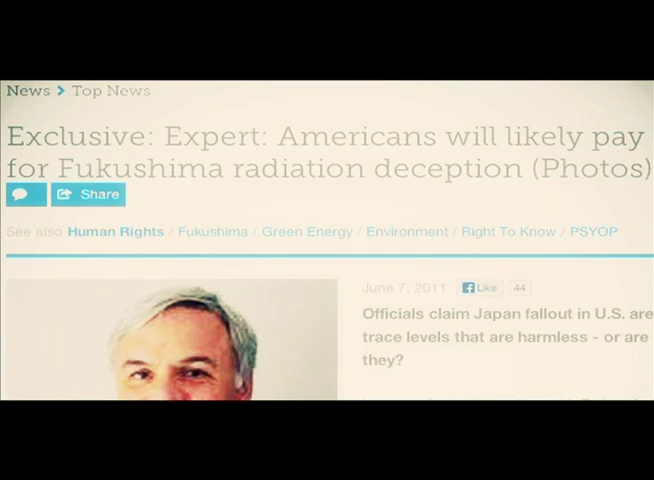 News > Top News
Exclusive: Expert: Americans will likely pay
for Fukushima radiation deception (Photos)
Share
See also Human Rights / Fukushima / Green Energy / Environment / Right To Know / PSYOP
June 7, 2011 Like 44
Officials claim Japan fallout in U.S. are
trace levels that are harmless - or are
they?